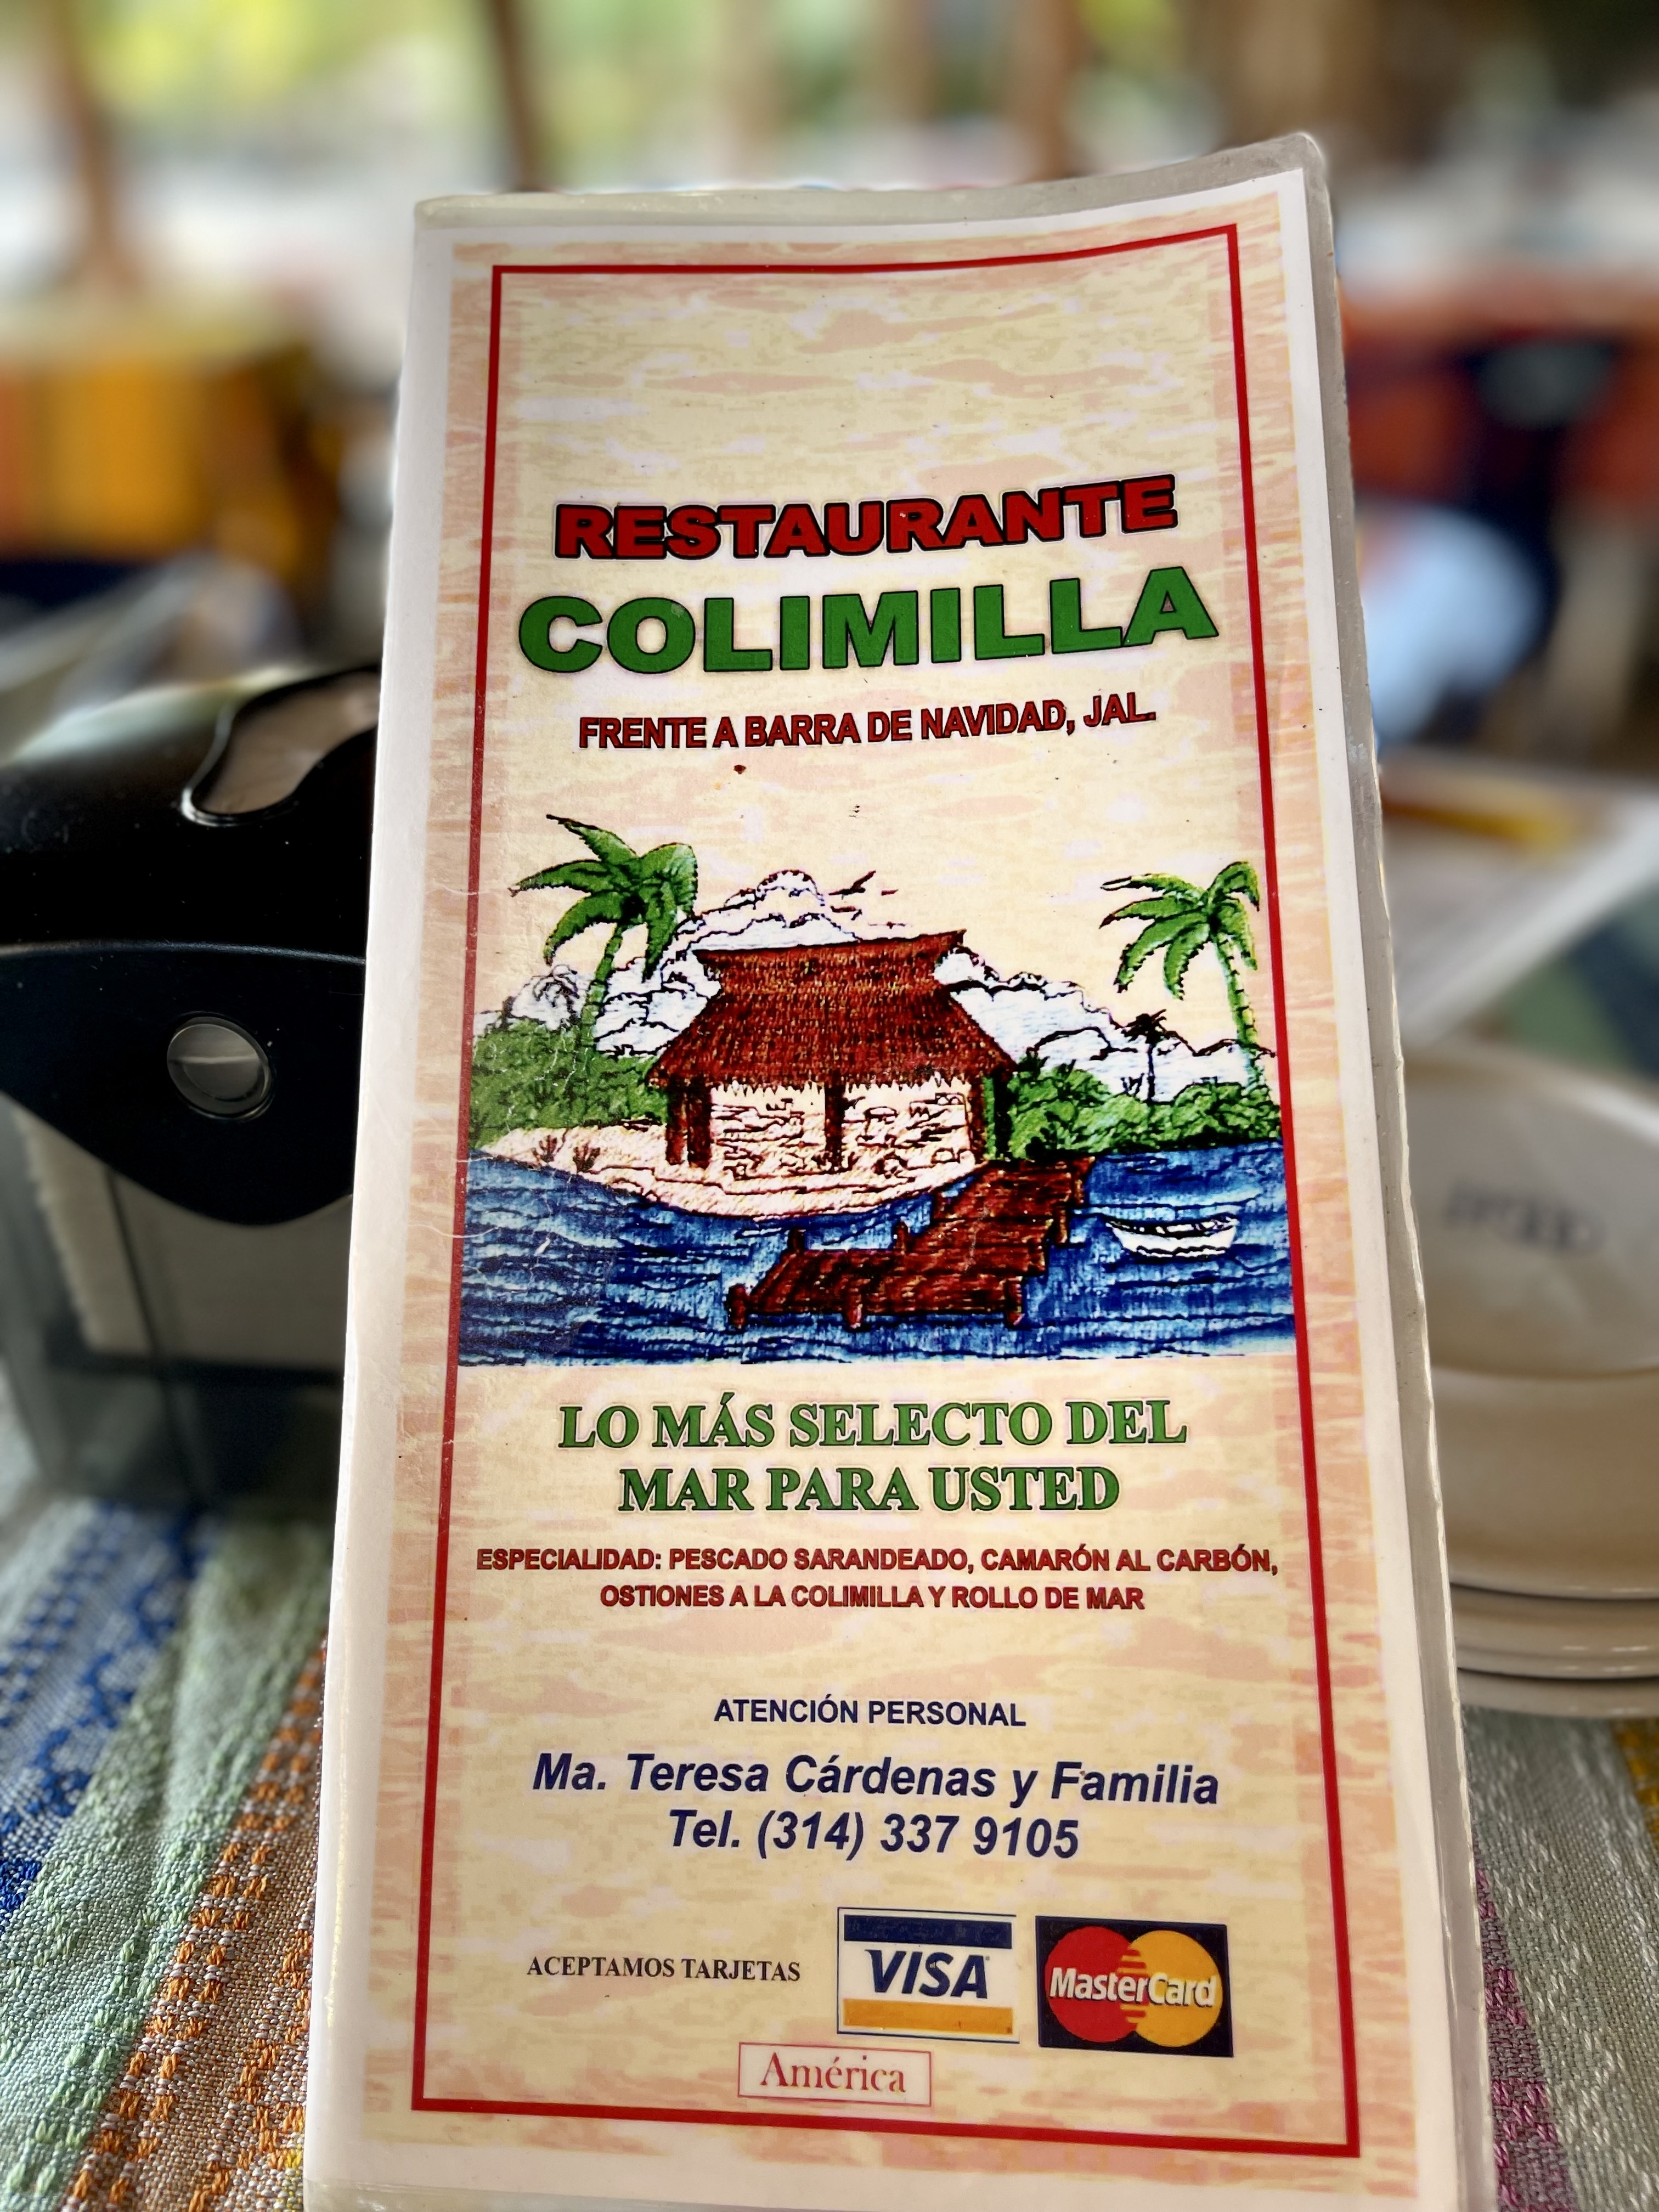 RESTAURANTE
COLIMILLA
FRENTE A BARRA DE NAVIDAD, JAL.
LO MÁS SELECTO DEL
MAR PARA USTED
ESPECIALIDAD: PESCADO SARANDEADO, CAMARÓN AL CARBÓN,
OSTIONES A LA COLIMILLA Y ROLLO DE MAR
ATENCIÓN PERSONAL
Ma. Teresa Cárdenas y Familia
Tel. (314) 337 9105
ACEPTAMOS TARJETAS
VISA
MasterCard
América